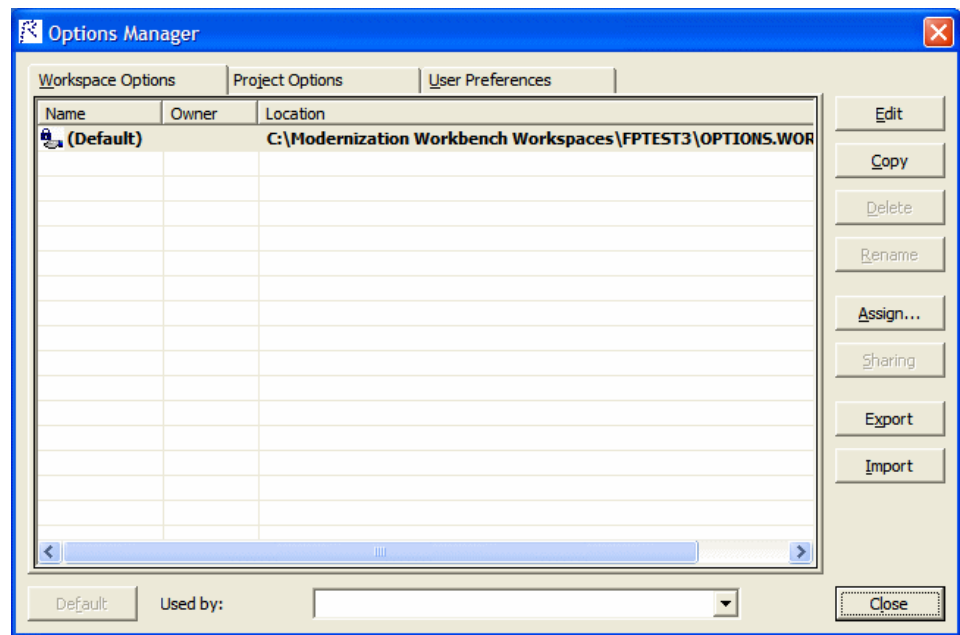 Options Manager
Workspace Options Project Options User Preferences
Name Owner Location
(Default) C:\Modernization Workbench Workspaces\FPTEST3\OPTIONS.WOR
Edit
Copy
Delete
Rename
Assign...
Sharing
Export
Import
Default Used by: Close